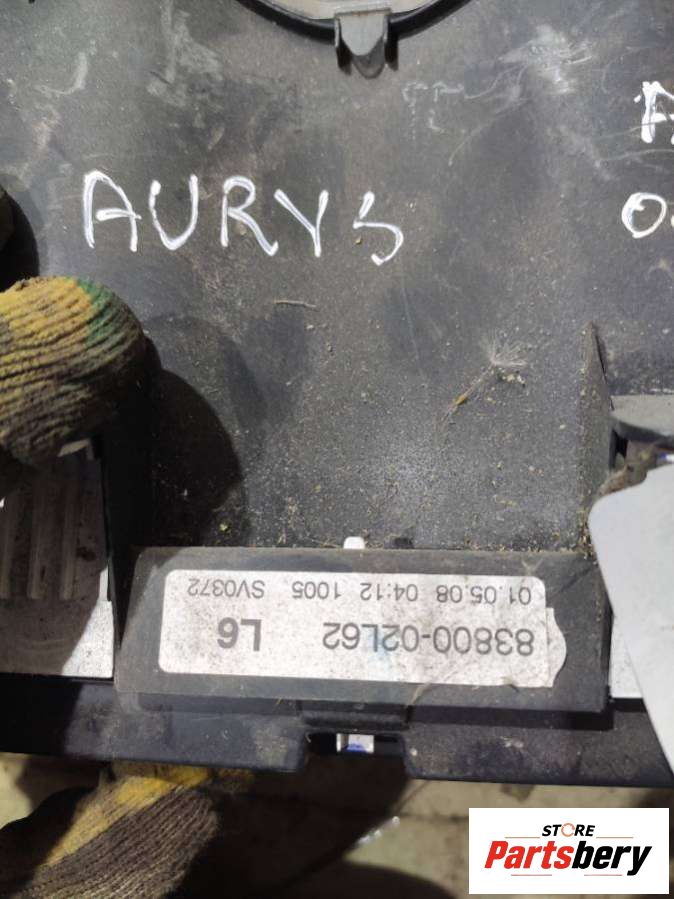 AURYS
83800-02L62 L6
01.05.08 04:12 1005 SV0372
STORE
Partsbery